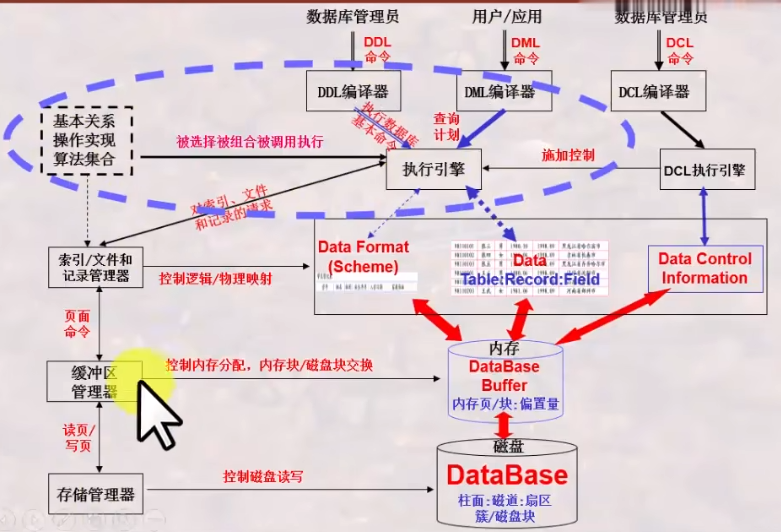 数据库管理员
用户/应用
数据库管理员
DDL
命令
DML
命令
DCL
命令
DDL编译器
DML编译器
DCL编译器
基本关系
操作实现
算法集合
被选择被组合被调用执行
执行数据库
基本命令
查询
计划
执行引擎
施加控制
DCL执行引擎
对索引、文件
和记录的请求
索引/文件和
记录管理器
控制逻辑/物理映射
Data Format
(Scheme)
Data
Table:Record:Field
Data Control
Information
页面
命令
缓冲区
管理器
控制内存分配，内存块/磁盘块交换
内存
DataBase
Buffer
内存页/块:偏置量
读页/
写页
存储管理器
控制磁盘读写
磁盘
DataBase
柱面:磁道:扇区
簇/磁盘块